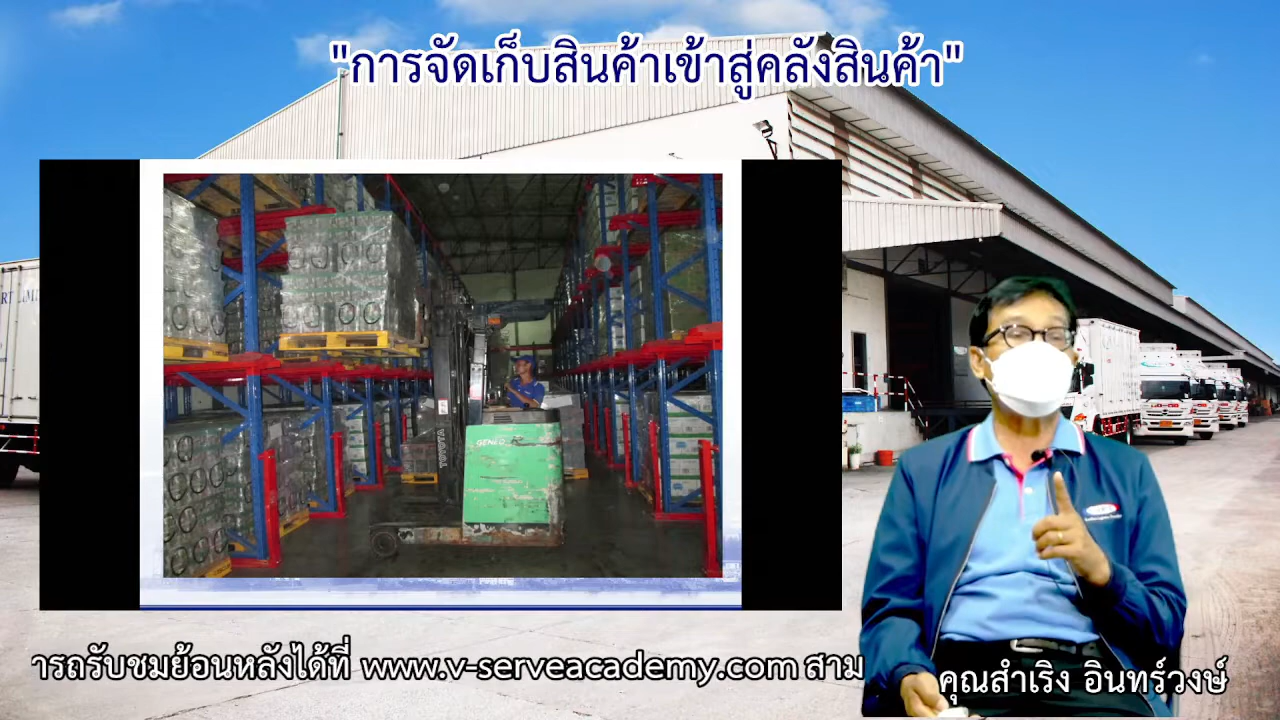 "การจัดเก็บสินค้าเข้าสู่คลังสินค้า"
TOYOTA
ารถรับชมย้อนหลังได้ที่ www.v-serveacademy.com สาม
คุณสำเริง อินทร์วงษ์